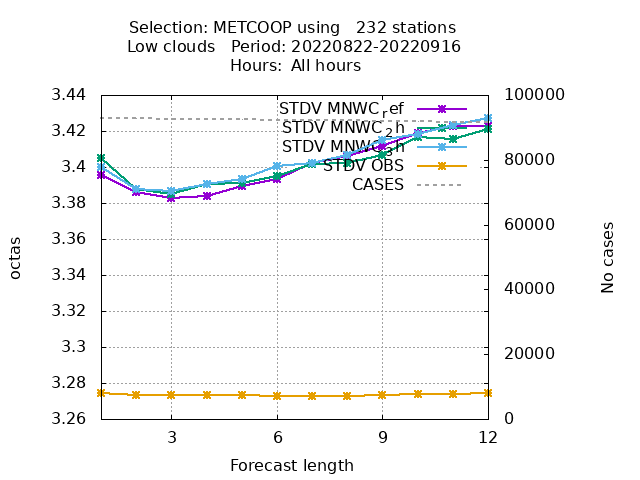 Selection: METCOOP using   232 stations
Low clouds   Period: 20220822-20220916
Hours:  All hours
3.44
3.42
3.4
3.38
3.36
3.34
3.32
3.3
3.28
3.26
octas
STDV MNWC_ref
STDV MNWC_2h
STDV MNWC_3h
STDV OBS
CASES
100000
80000
60000
40000
20000
0
No cases
3
6
9
12
Forecast length